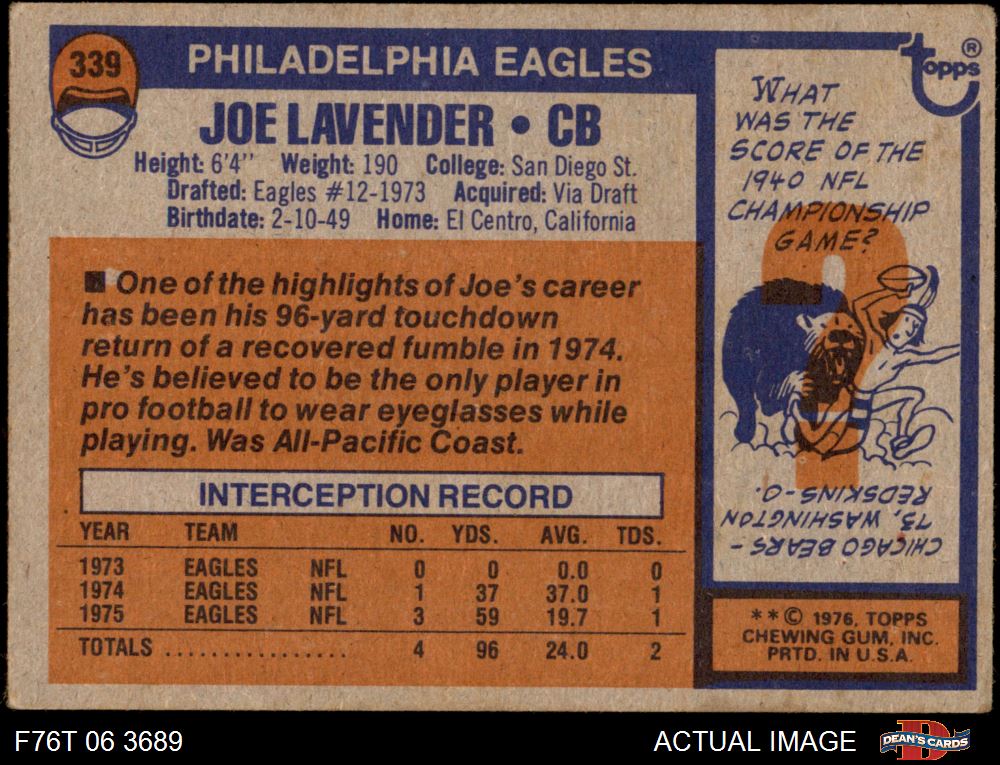 339
PHILADELPHIA EAGLES
JOE LAVENDER • CB
Height: 6'4" Weight: 190 College: San Diego St.
Drafted: Eagles #12-1973 Acquired: Via Draft
Birthdate: 2-10-49 Home: El Centro, California
■ One of the highlights of Joe's career
has been his 96-yard touchdown
return of a recovered fumble in 1974.
He's believed to be the only player in
pro football to wear eyeglasses while
playing. Was All-Pacific Coast.
INTERCEPTION RECORD
YEAR TEAM NO. YDS. AVG. TDS.
1973 EAGLES NFL 0 0 0.0 0
1974 EAGLES NFL 1 37 37.0 1
1975 EAGLES NFL 3 59 19.7 1
TOTALS ................. 4 96 24.0 2
topps ®
WHAT
WAS THE
SCORE OF THE
1940 NFL
CHAMPIONSHIP
GAME?
?
CHICAGO BEARS -
73, WASHINGTON
REDSKINS-0.
**© 1976, TOPPS
CHEWING GUM, INC.
PRTD. IN U.S.A.
F76T 06 3689
ACTUAL IMAGE
DEAN'S CARDS